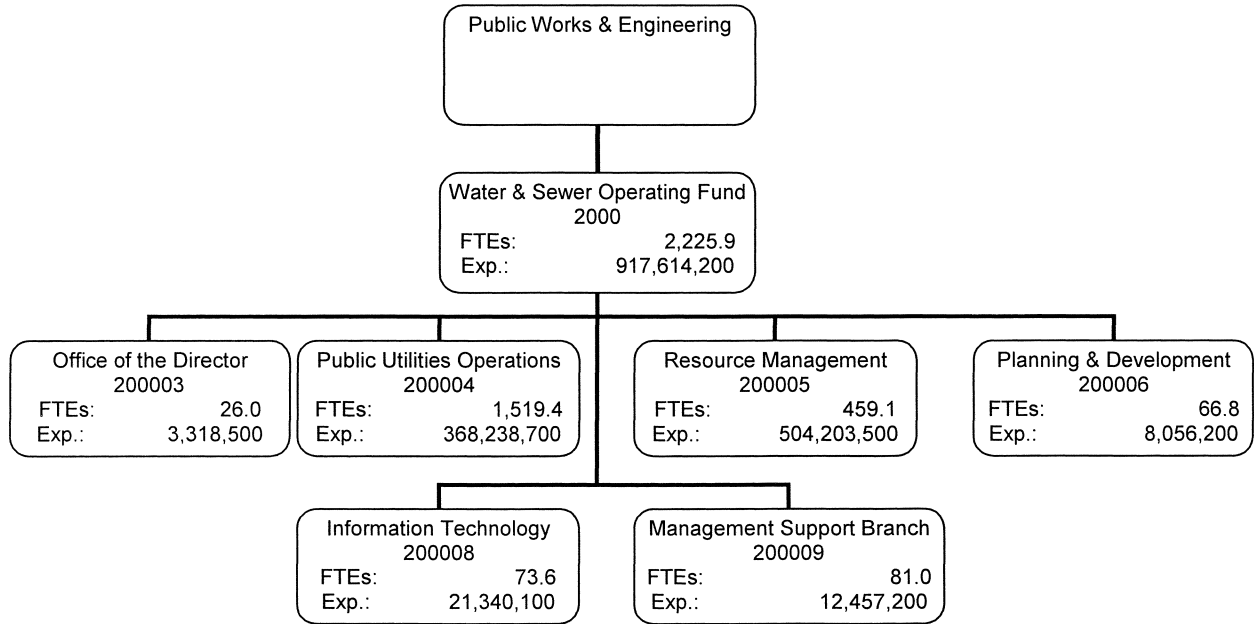 Public Works & Engineering
Water & Sewer Operating Fund
2000
FTEs: 2,225.9
Exp.: 917,614,200
Office of the Director
200003
FTEs: 26.0
Exp.: 3,318,500
Public Utilities Operations
200004
FTEs: 1,519.4
Exp.: 368,238,700
Resource Management
200005
FTEs: 459.1
Exp.: 504,203,500
Planning & Development
200006
FTEs: 66.8
Exp.: 8,056,200
Information Technology
200008
FTEs: 73.6
Exp.: 21,340,100
Management Support Branch
200009
FTEs: 81.0
Exp.: 12,457,200